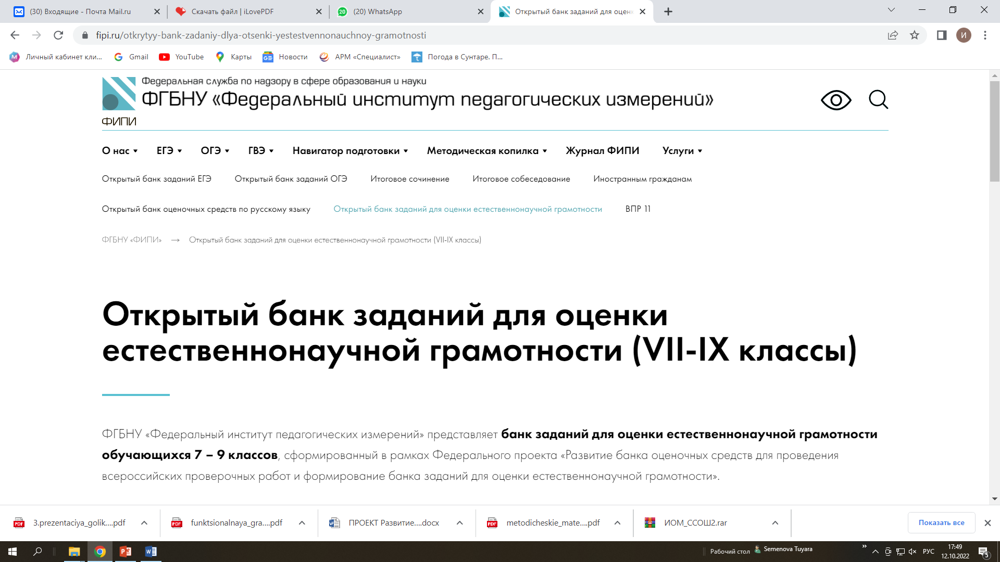 (30) Входящие - Почта Mail.ru
Скачать файл | iLovePDF
20 (20) WhatsApp
Открытый банк заданий для оцен
fipi.ru/otkrytyy-bank-zadaniy-dlya-otsenki-yestestvennonauchnoy-gramotnosti
И
Личный кабинет кли...
Gmail
YouTube
Карты
Новости
АРМ «Специалист»
Погода в Сунтаре. П...
Федеральная служба по надзору в сфере образования и науки
ФГБНУ «Федеральный институт педагогических измерений»
ФИПИ
О нас ЕГЭ ОГЭ ГВЭ Навигатор подготовки Методическая копилка Журнал ФИПИ Услуги
Открытый банк заданий ЕГЭ Открытый банк заданий ОГЭ Итоговое сочинение Итоговое собеседование Иностранным гражданам
Открытый банк оценочных средств по русскому языку Открытый банк заданий для оценки естественнонаучной грамотности ВПР 11
ФГБНУ «ФИПИ» → Открытый банк заданий для оценки естественнонаучной грамотности (VII-IX классы)
Открытый банк заданий для оценки
естественнонаучной грамотности (VII-IX классы)
ФГБНУ «Федеральный институт педагогических измерений» представляет банк заданий для оценки естественнонаучной грамотности
обучающихся 7 – 9 классов, сформированный в рамках Федерального проекта «Развитие банка оценочных средств для проведения
всероссийских проверочных работ и формирование банка заданий для оценки естественнонаучной грамотности».
3.prezentaciya_golik....pdf
funktsionalnaya_gra....pdf
ПРОЕКТ Развитие....docx
metodicheskie_mate....pdf
ИОМ_ССОШ2.rar
Показать все
Рабочий стол
Semenova Tuyara
РУС
17:49
12.10.2022
5